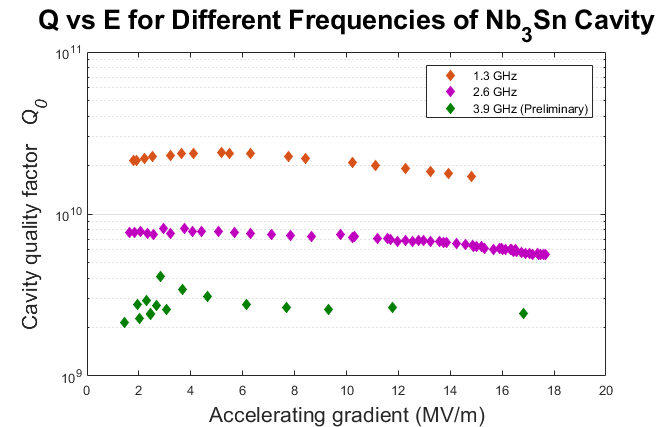 Q vs E for Different Frequencies of Nb3Sn Cavity
1.3 GHz
2.6 GHz
3.9 GHz (Preliminary)
Cavity quality factor Q0
10^11
10^10
10^9
0 2 4 6 8 10 12 14 16 18 20
Accelerating gradient (MV/m)